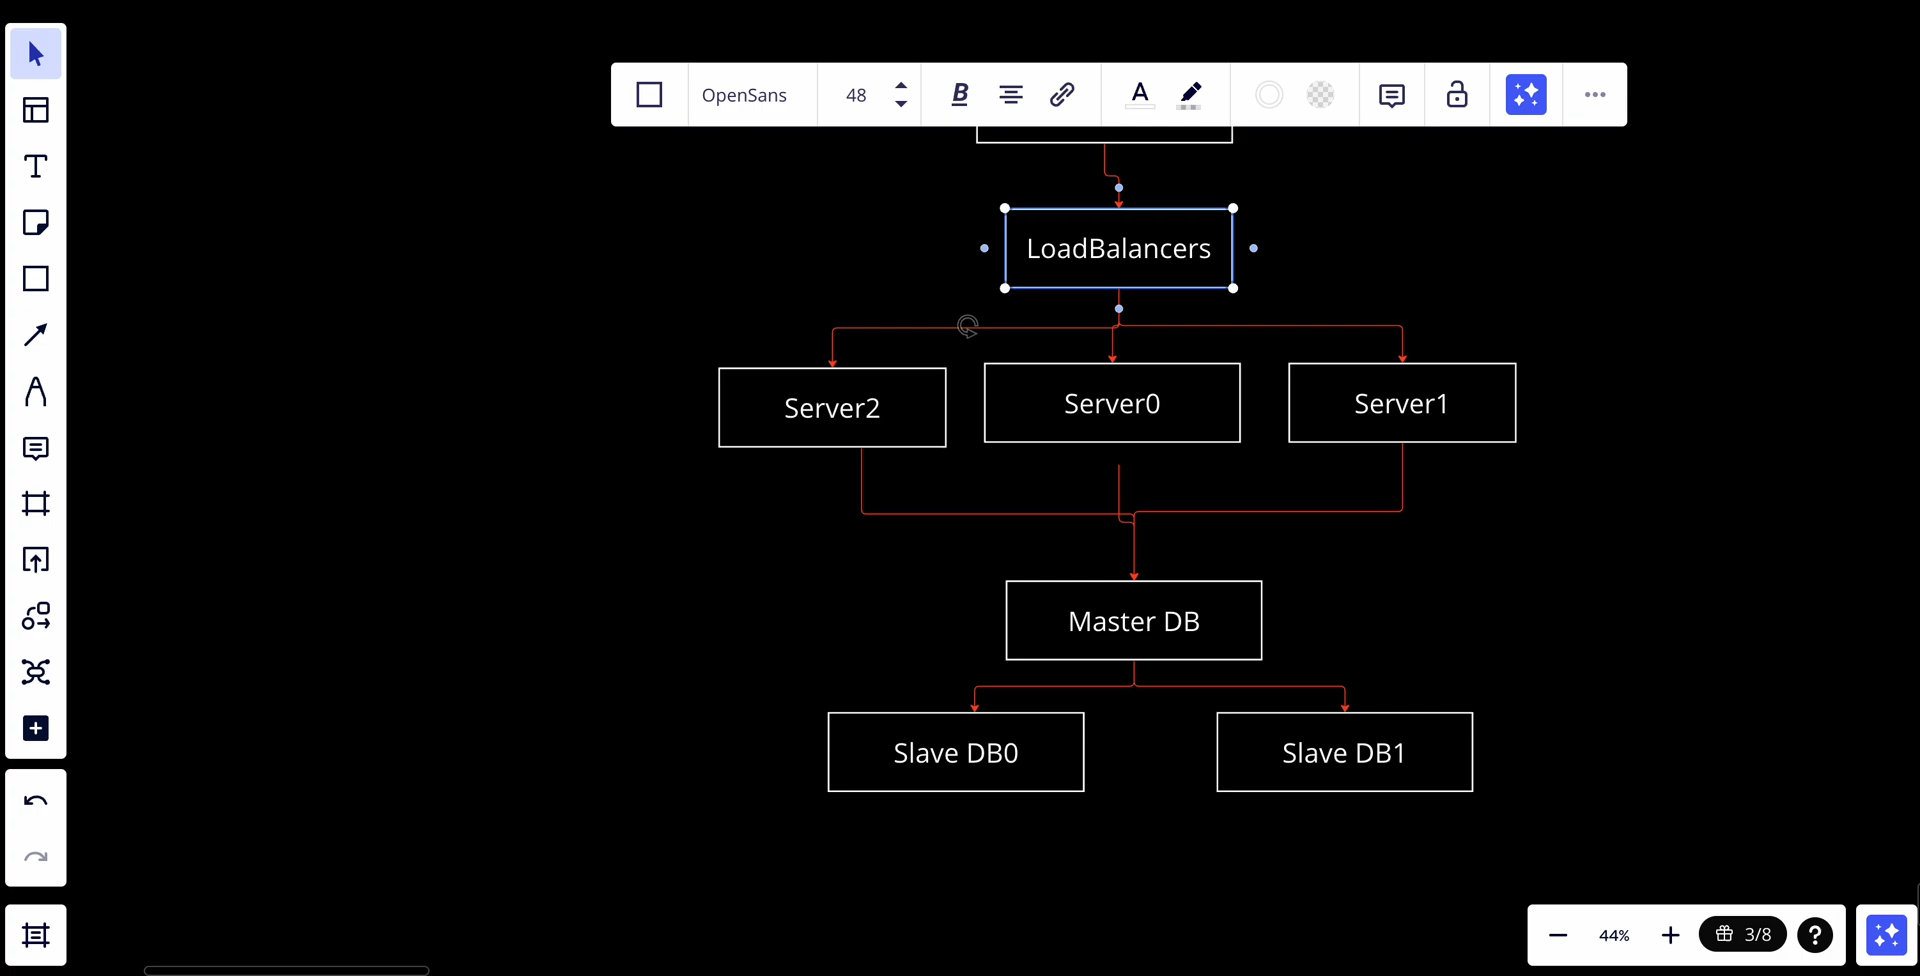 OpenSans 48 B A
LoadBalancers
Server2 Server0 Server1
Master DB
Slave DB0 Slave DB1
44% 3/8 ?